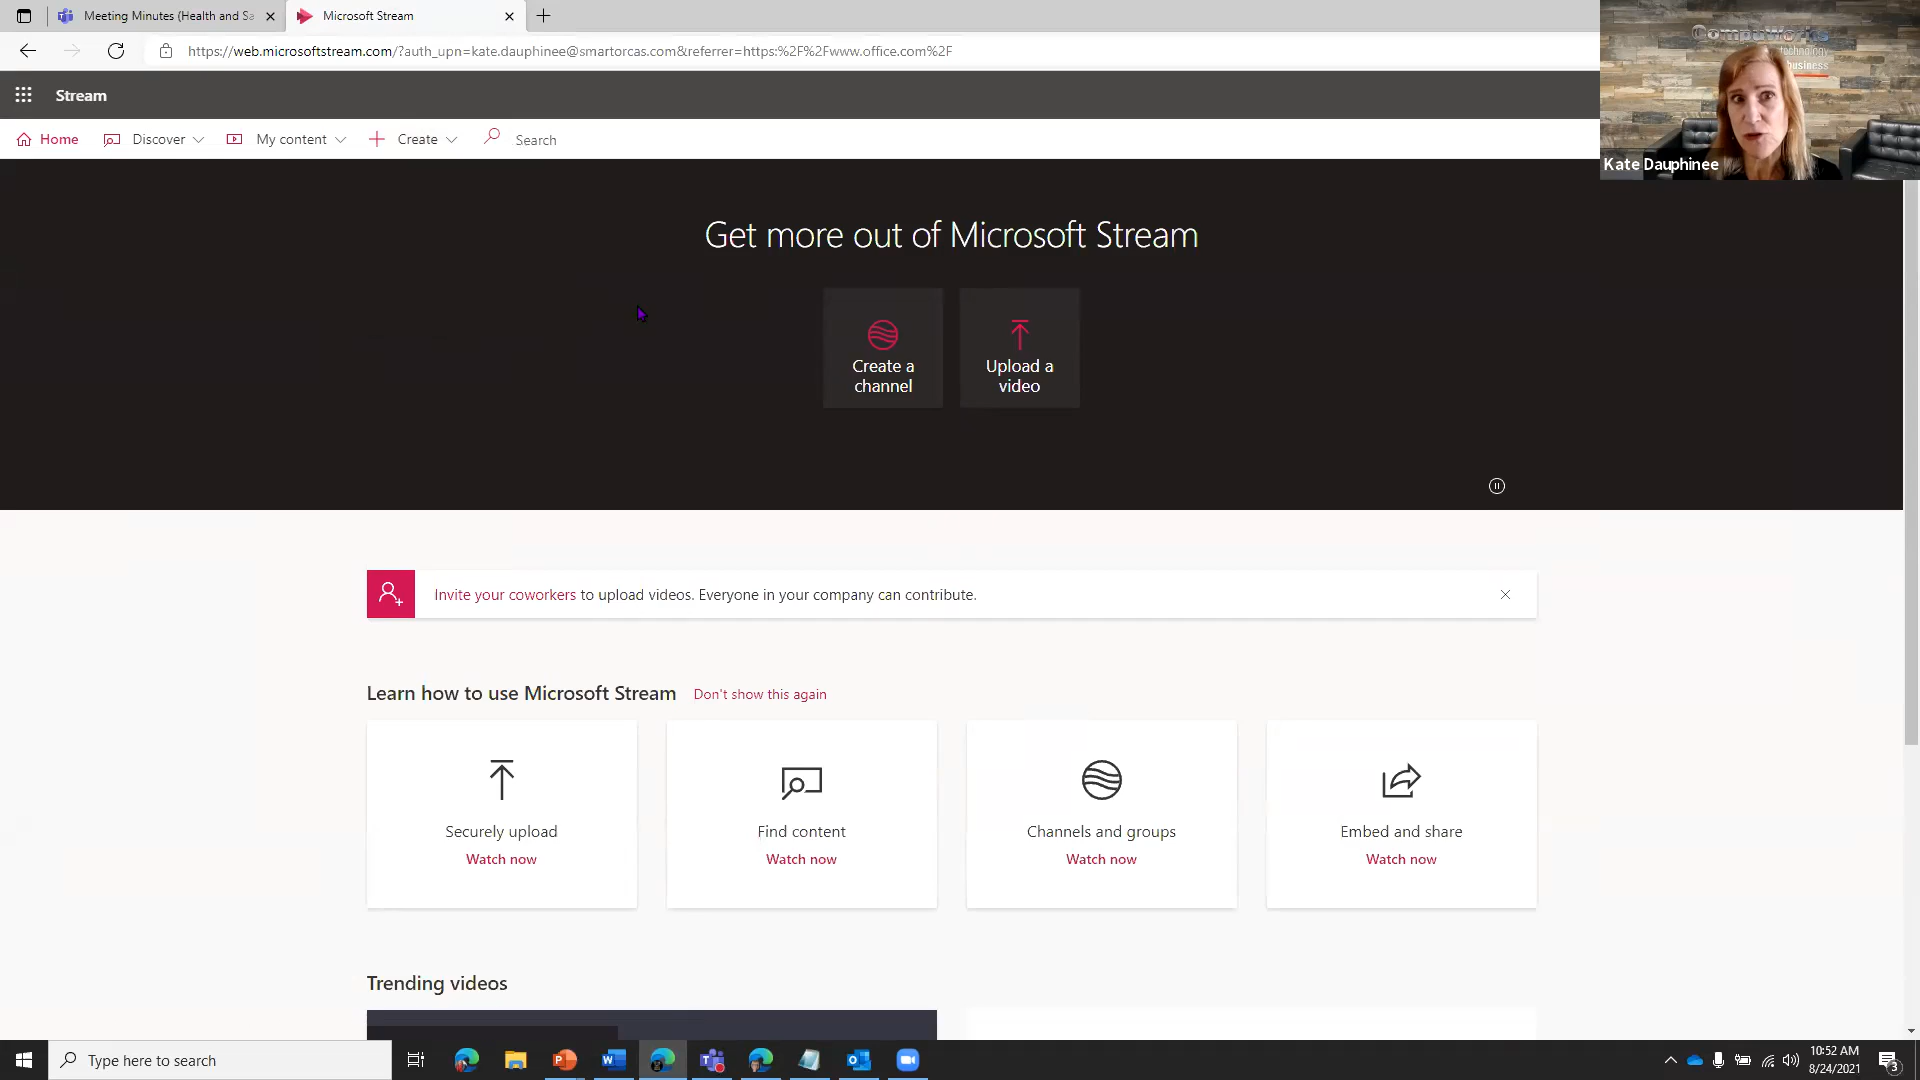 Meeting Minutes (Health and Sa
Microsoft Stream
https://web.microsoftstream.com/?auth_upn=kate.dauphinee@smartorcas.com&referrer=https:%2F%2Fwww.office.com%2F
CompuWorks
technology
business
Kate Dauphinee
Stream
Home
Discover
My content
Create
Search
Get more out of Microsoft Stream
Create a
channel
Upload a
video
Invite your coworkers to upload videos. Everyone in your company can contribute.
Learn how to use Microsoft Stream
Don't show this again
Securely upload
Watch now
Find content
Watch now
Channels and groups
Watch now
Embed and share
Watch now
Trending videos
Type here to search
10:52 AM
8/24/2021
3